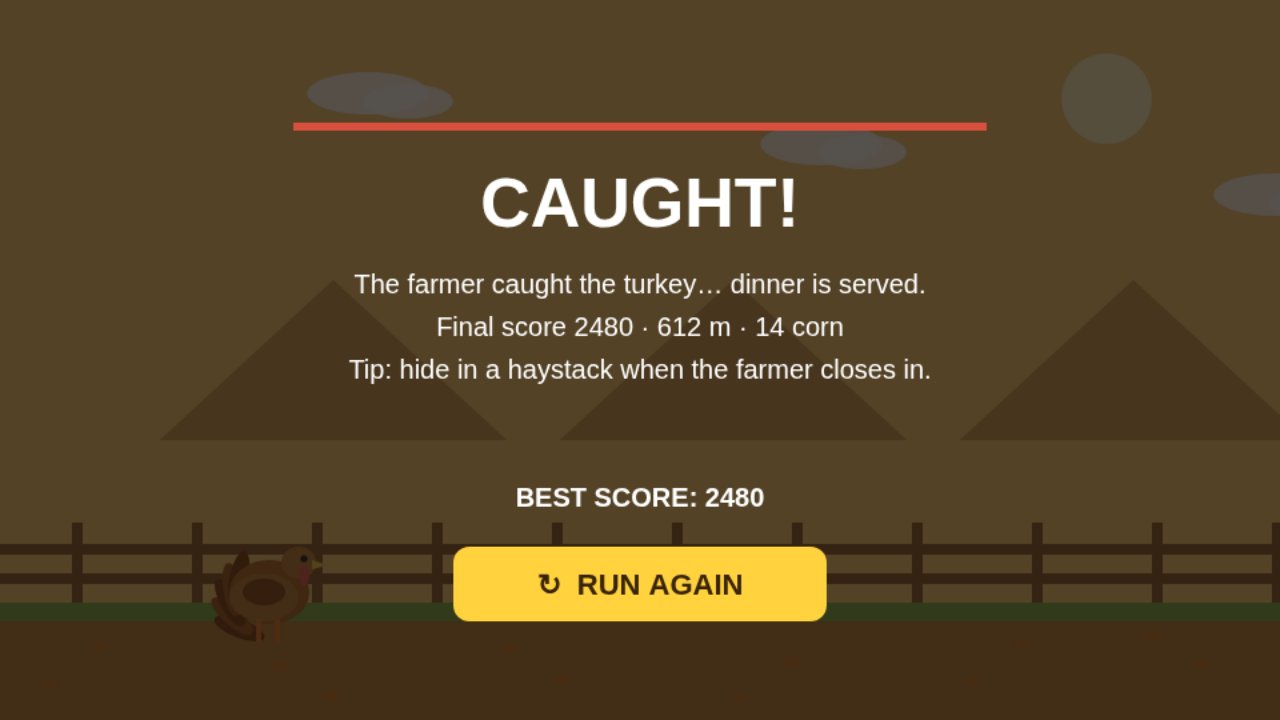 CAUGHT!
The farmer caught the turkey… dinner is served.
Final score 2480 · 612 m · 14 corn
Tip: hide in a haystack when the farmer closes in.
BEST SCORE: 2480
↻ RUN AGAIN